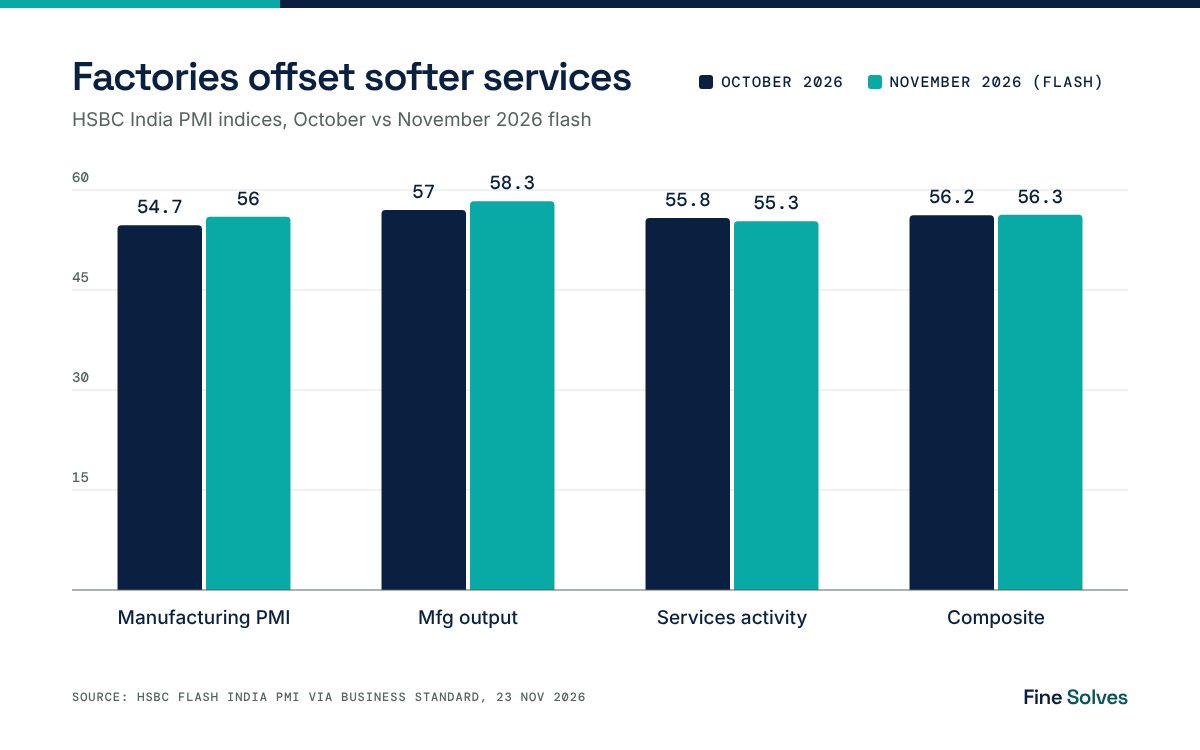 Factories offset softer services
OCTOBER 2026
NOVEMBER 2026 (FLASH)
HSBC India PMI indices, October vs November 2026 flash
60
45
30
15
54.7
56
57
58.3
55.8
55.3
56.2
56.3
Manufacturing PMI
Mfg output
Services activity
Composite
SOURCE: HSBC FLASH INDIA PMI VIA BUSINESS STANDARD, 23 NOV 2026
Fine Solves